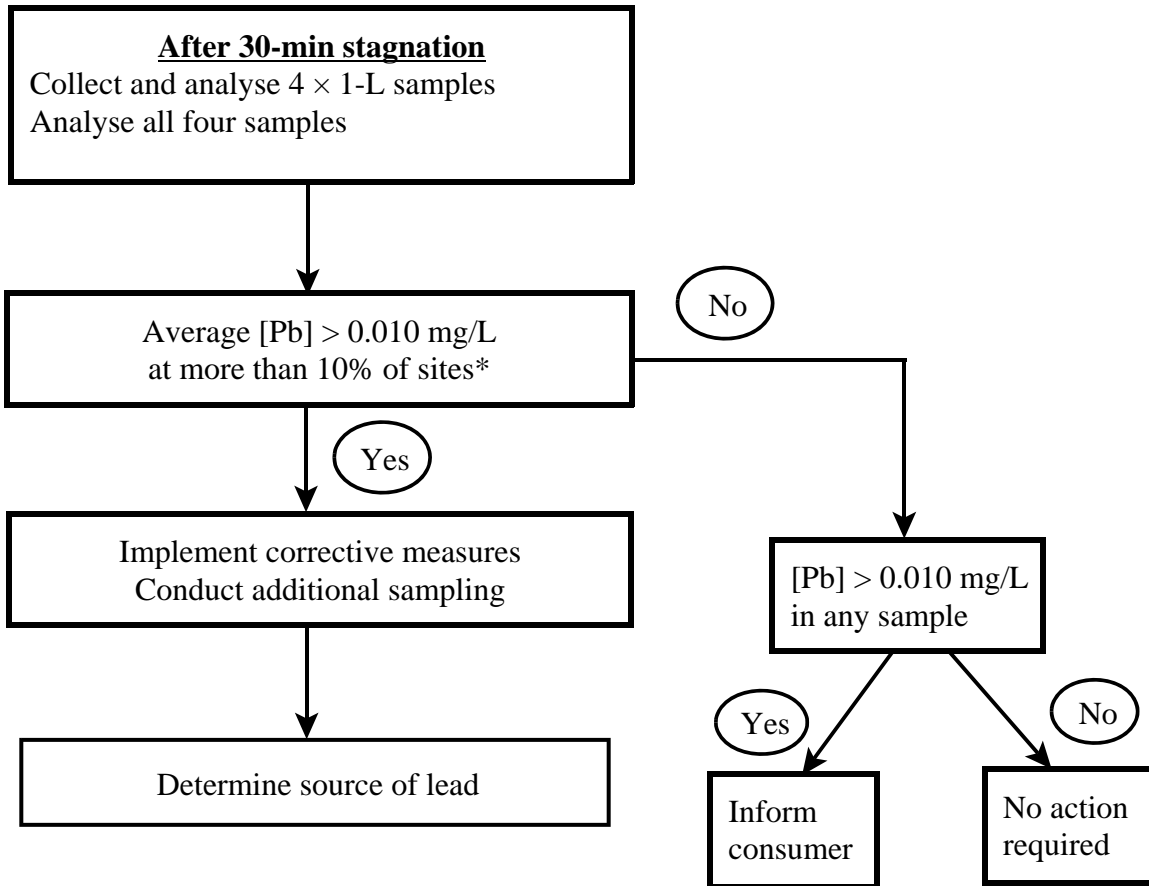 After 30-min stagnation
Collect and analyse 4 × 1-L samples
Analyse all four samples
Average [Pb] > 0.010 mg/L
at more than 10% of sites*
No
Yes
Implement corrective measures
Conduct additional sampling
[Pb] > 0.010 mg/L
in any sample
Yes
No
Determine source of lead
Inform
consumer
No action
required